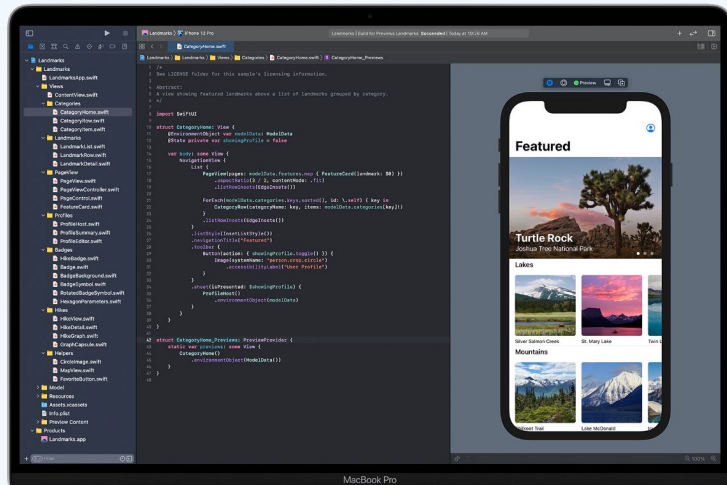 Landmarks
iPhone 12 Pro
Landmarks | Build for Previews Landmarks: Succeeded | Today at 10:26 AM
CategoryHome.swift
Landmarks
Landmarks
Views
Categories
CategoryHome.swift
CategoryHome_Previews
Landmarks
Landmarks
LandmarksApp.swift
Views
ContentView.swift
Categories
CategoryHome.swift
CategoryRow.swift
CategoryItem.swift
Landmarks
LandmarkList.swift
LandmarkRow.swift
LandmarkDetail.swift
PageView
PageView.swift
PageViewController.swift
PageControl.swift
FeatureCard.swift
Profiles
ProfileHost.swift
ProfileSummary.swift
ProfileEditor.swift
Badges
HikeBadge.swift
Badge.swift
BadgeBackground.swift
BadgeSymbol.swift
RotatedBadgeSymbol.swift
HexagonParameters.swift
Hikes
HikeView.swift
HikeDetail.swift
HikeGraph.swift
GraphCapsule.swift
Helpers
CircleImage.swift
MapView.swift
FavoriteButton.swift
Model
Resources
Assets.xcassets
Info.plist
Preview Content
Products
Landmarks.app
/*
See LICENSE folder for this sample's licensing information.
Abstract:
A view showing featured landmarks above a list of landmarks grouped by category.
*/
import SwiftUI
struct CategoryHome: View {
@EnvironmentObject var modelData: ModelData
@State private var showingProfile = false
var body: some View {
NavigationView {
List {
PageView(pages: modelData.features.map { FeatureCard(landmark: $0) })
.aspectRatio(3 / 2, contentMode: .fit)
.listRowInsets(EdgeInsets())
ForEach(modelData.categories.keys.sorted(), id: \.self) { key in
CategoryRow(categoryName: key, items: modelData.categories[key]!)
}
.listRowInsets(EdgeInsets())
}
.listStyle(InsetListStyle())
.navigationTitle("Featured")
.toolbar {
Button(action: { showingProfile.toggle() }) {
Image(systemName: "person.crop.circle")
.accessibilityLabel("User Profile")
}
}
.sheet(isPresented: $showingProfile) {
ProfileHost()
.environmentObject(modelData)
}
}
}
}
struct CategoryHome_Previews: PreviewProvider {
static var previews: some View {
CategoryHome()
.environmentObject(ModelData())
}
}
Preview
Featured
Turtle Rock
Joshua Tree National Park
Lakes
Silver Salmon Creek
St. Mary Lake
Twin L
Mountains
Chilkoot Trail
Lake McDonald
100%
MacBook Pro